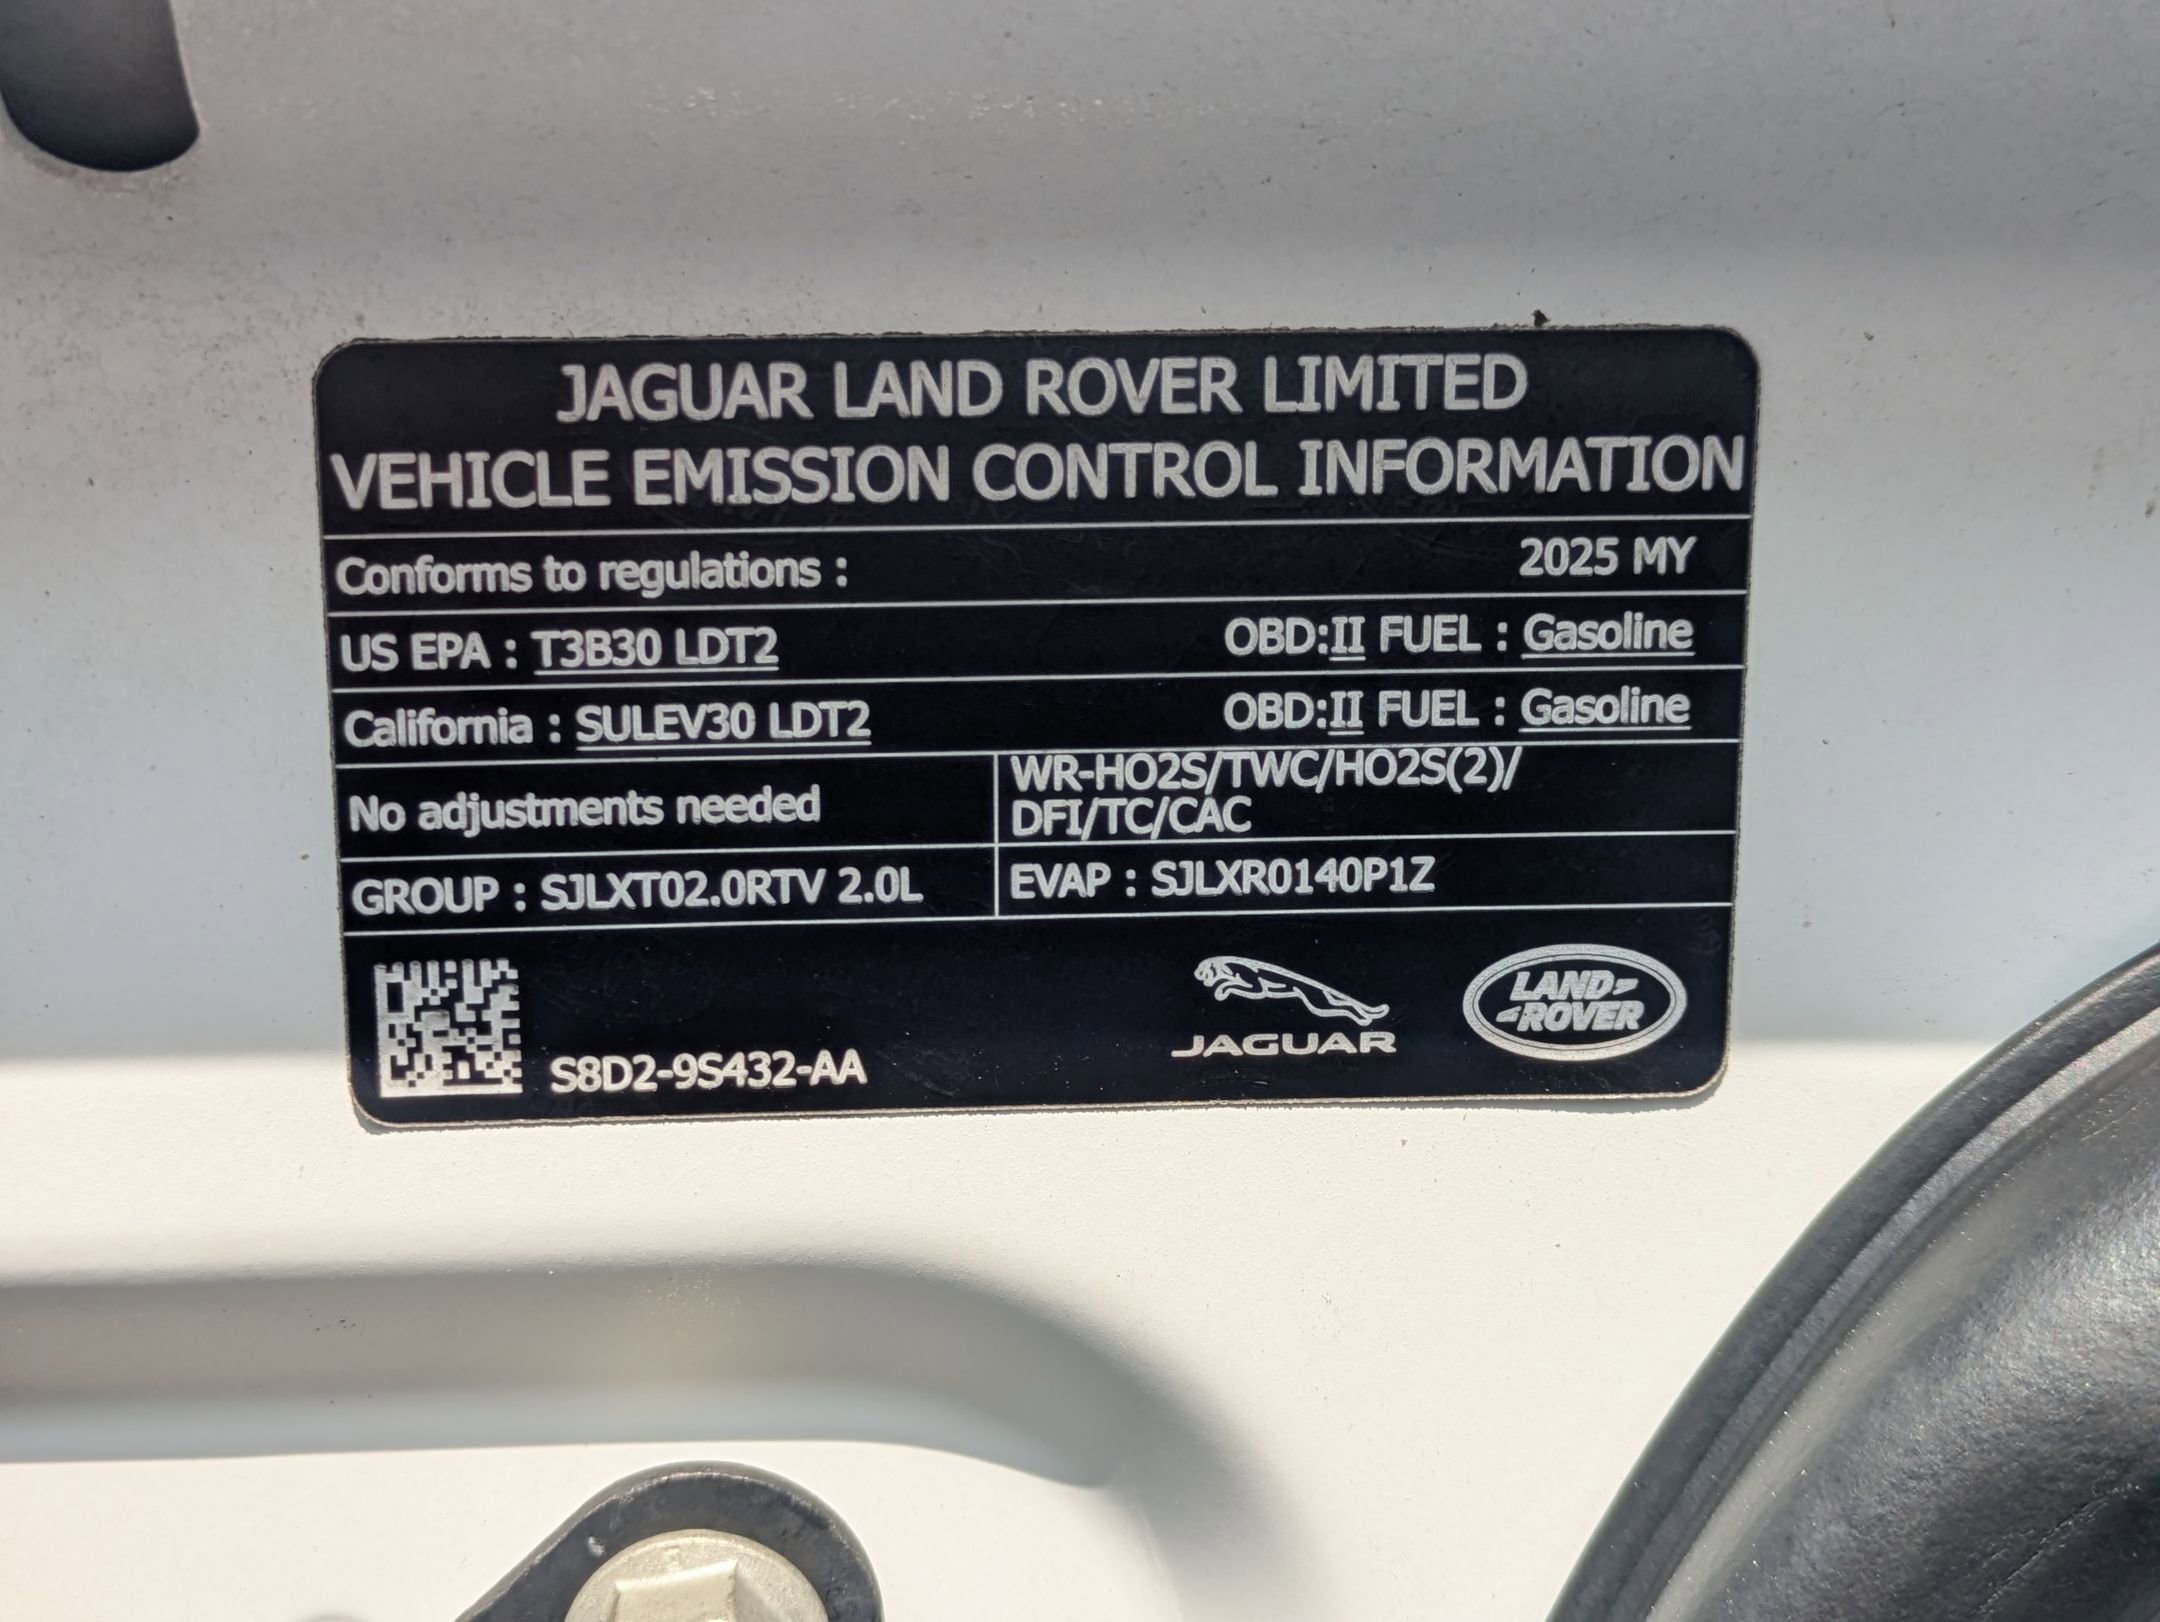 JAGUAR LAND ROVER LIMITED
VEHICLE EMISSION CONTROL INFORMATION
Conforms to regulations : 2025 MY
US EPA : T3B30 LDT2 OBD:II FUEL : Gasoline
California : SULEV30 LDT2 OBD:II FUEL : Gasoline
No adjustments needed
WR-HO2S/TWC/HO2S(2)/
DFI/TC/CAC
GROUP : SJLXT02.0RTV 2.0L
EVAP : SJLXR0140P1Z
S8D2-9S432-AA
JAGUAR
LAND-
-ROVER